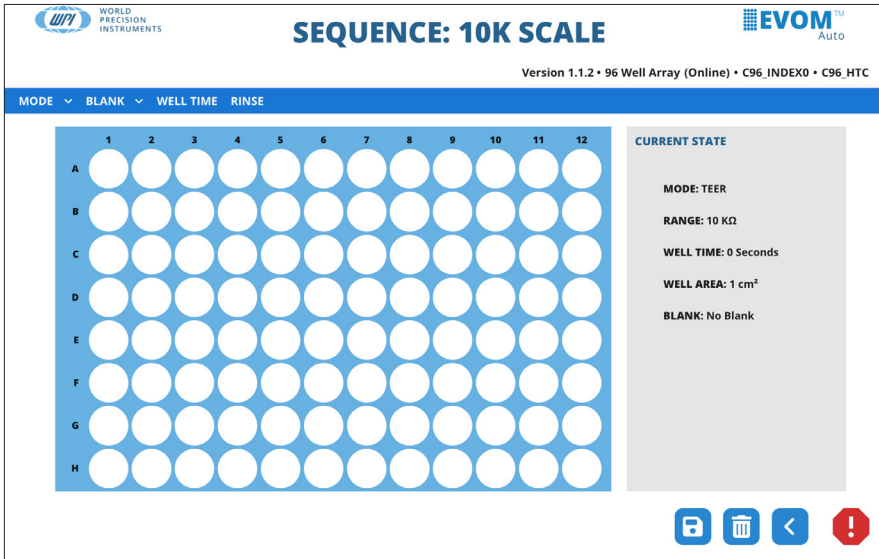 WPI
WORLD
PRECISION
INSTRUMENTS
SEQUENCE: 10K SCALE
EVOM™
Auto
Version 1.1.2 • 96 Well Array (Online) • C96_INDEX0 • C96_HTC
MODE BLANK WELL TIME RINSE
1 2 3 4 5 6 7 8 9 10 11 12
A
B
C
D
E
F
G
H
CURRENT STATE
MODE: TEER
RANGE: 10 KΩ
WELL TIME: 0 Seconds
WELL AREA: 1 cm²
BLANK: No Blank